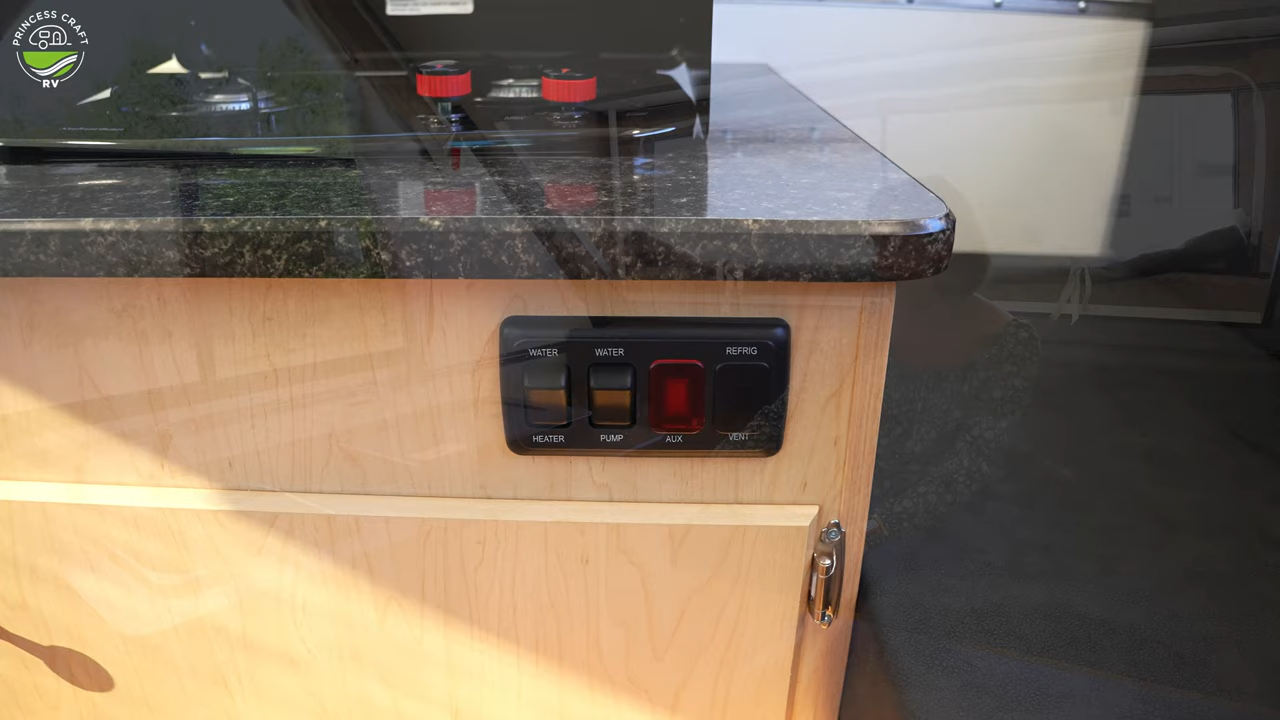 PRINCESS CRAFT
RV
WATER WATER REFRIG
HEATER PUMP AUX VENT